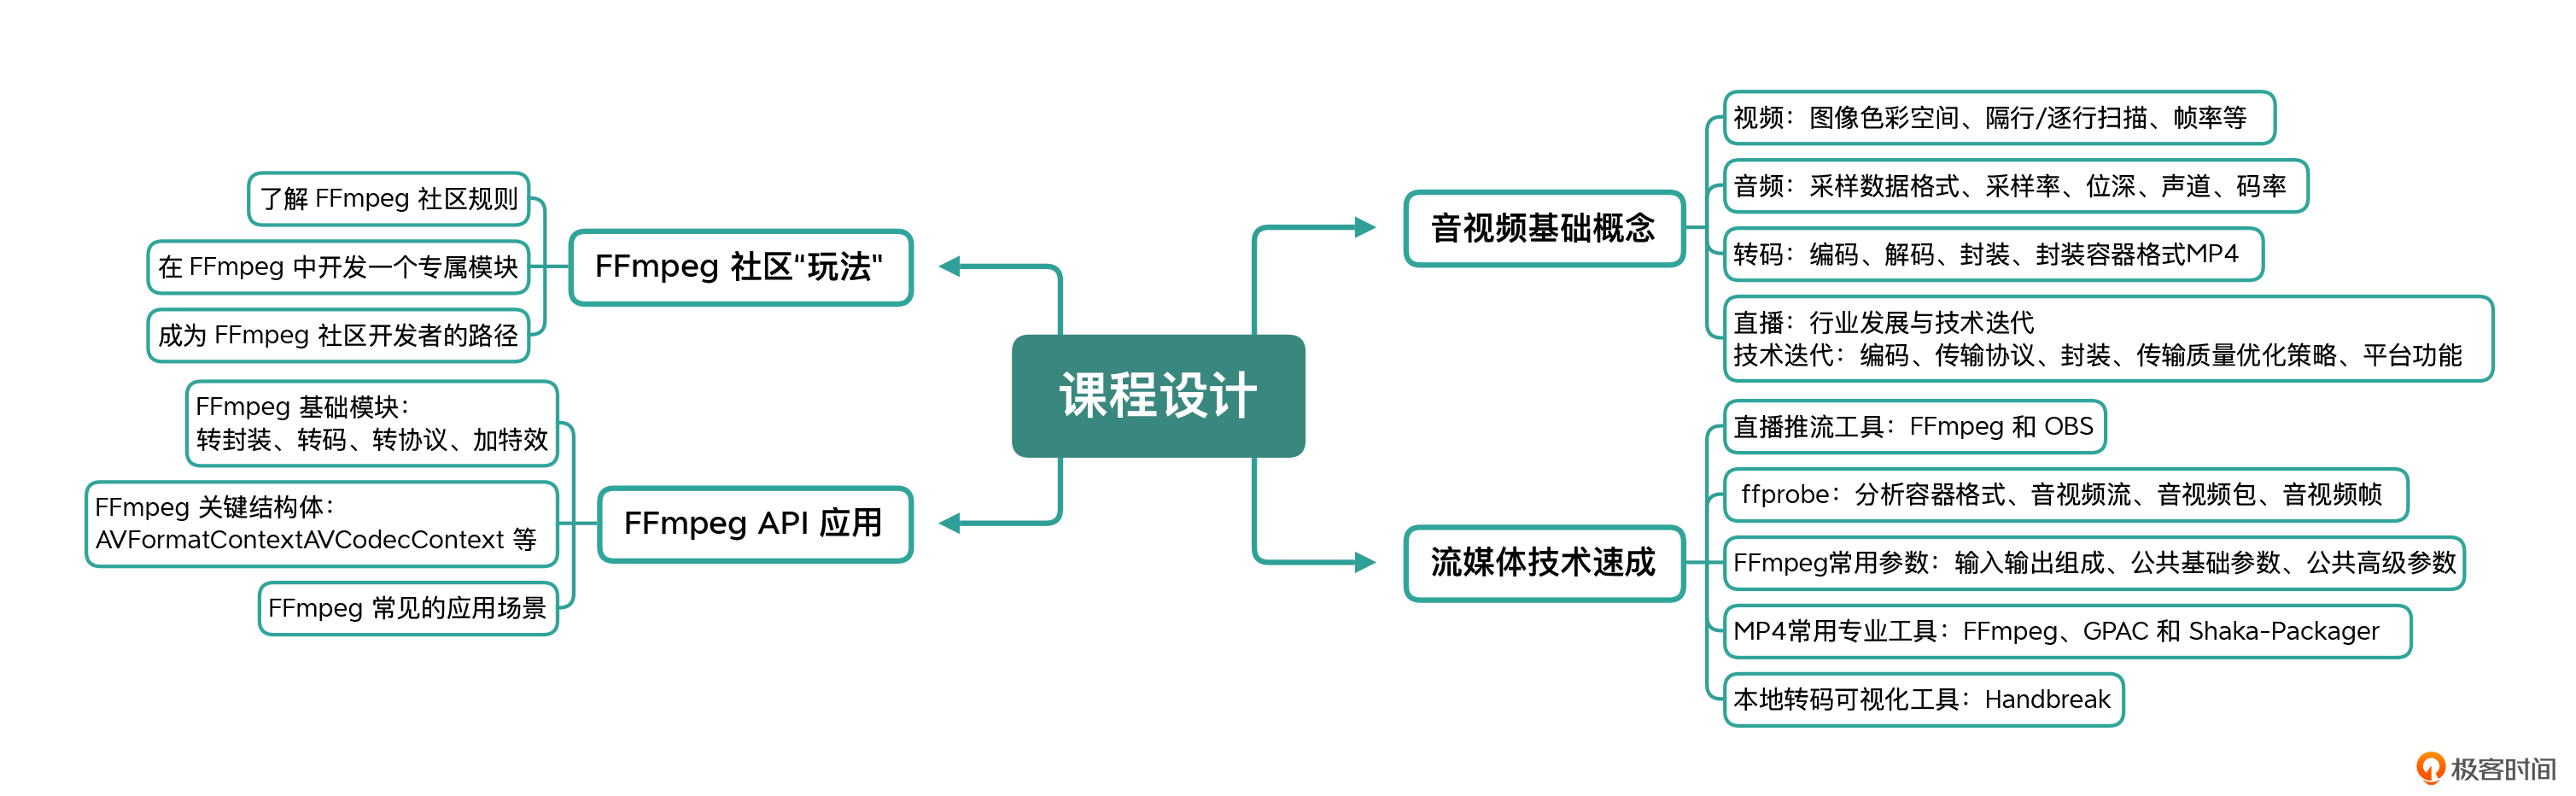 课程设计
音视频基础概念
视频：图像色彩空间、隔行/逐行扫描、帧率等
音频：采样数据格式、采样率、位深、声道、码率
转码：编码、解码、封装、封装容器格式MP4
直播：行业发展与技术迭代
技术迭代：编码、传输协议、封装、传输质量优化策略、平台功能
流媒体技术速成
直播推流工具：FFmpeg 和 OBS
ffprobe：分析容器格式、音视频流、音视频包、音视频帧
FFmpeg常用参数：输入输出组成、公共基础参数、公共高级参数
MP4常用专业工具：FFmpeg、GPAC 和 Shaka-Packager
本地转码可视化工具：Handbreak
FFmpeg API 应用
FFmpeg 基础模块：
转封装、转码、转协议、加特效
FFmpeg 关键结构体：
AVFormatContextAVCodecContext 等
FFmpeg 常见的应用场景
FFmpeg 社区"玩法"
了解 FFmpeg 社区规则
在 FFmpeg 中开发一个专属模块
成为 FFmpeg 社区开发者的路径
极客时间